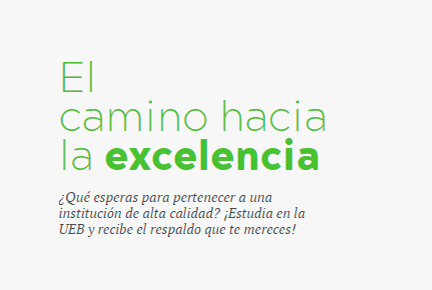 El
camino hacia
la excelencia
¿Qué esperas para pertenecer a una
institución de alta calidad? ¡Estudia en la
UEB y recibe el respaldo que te mereces!